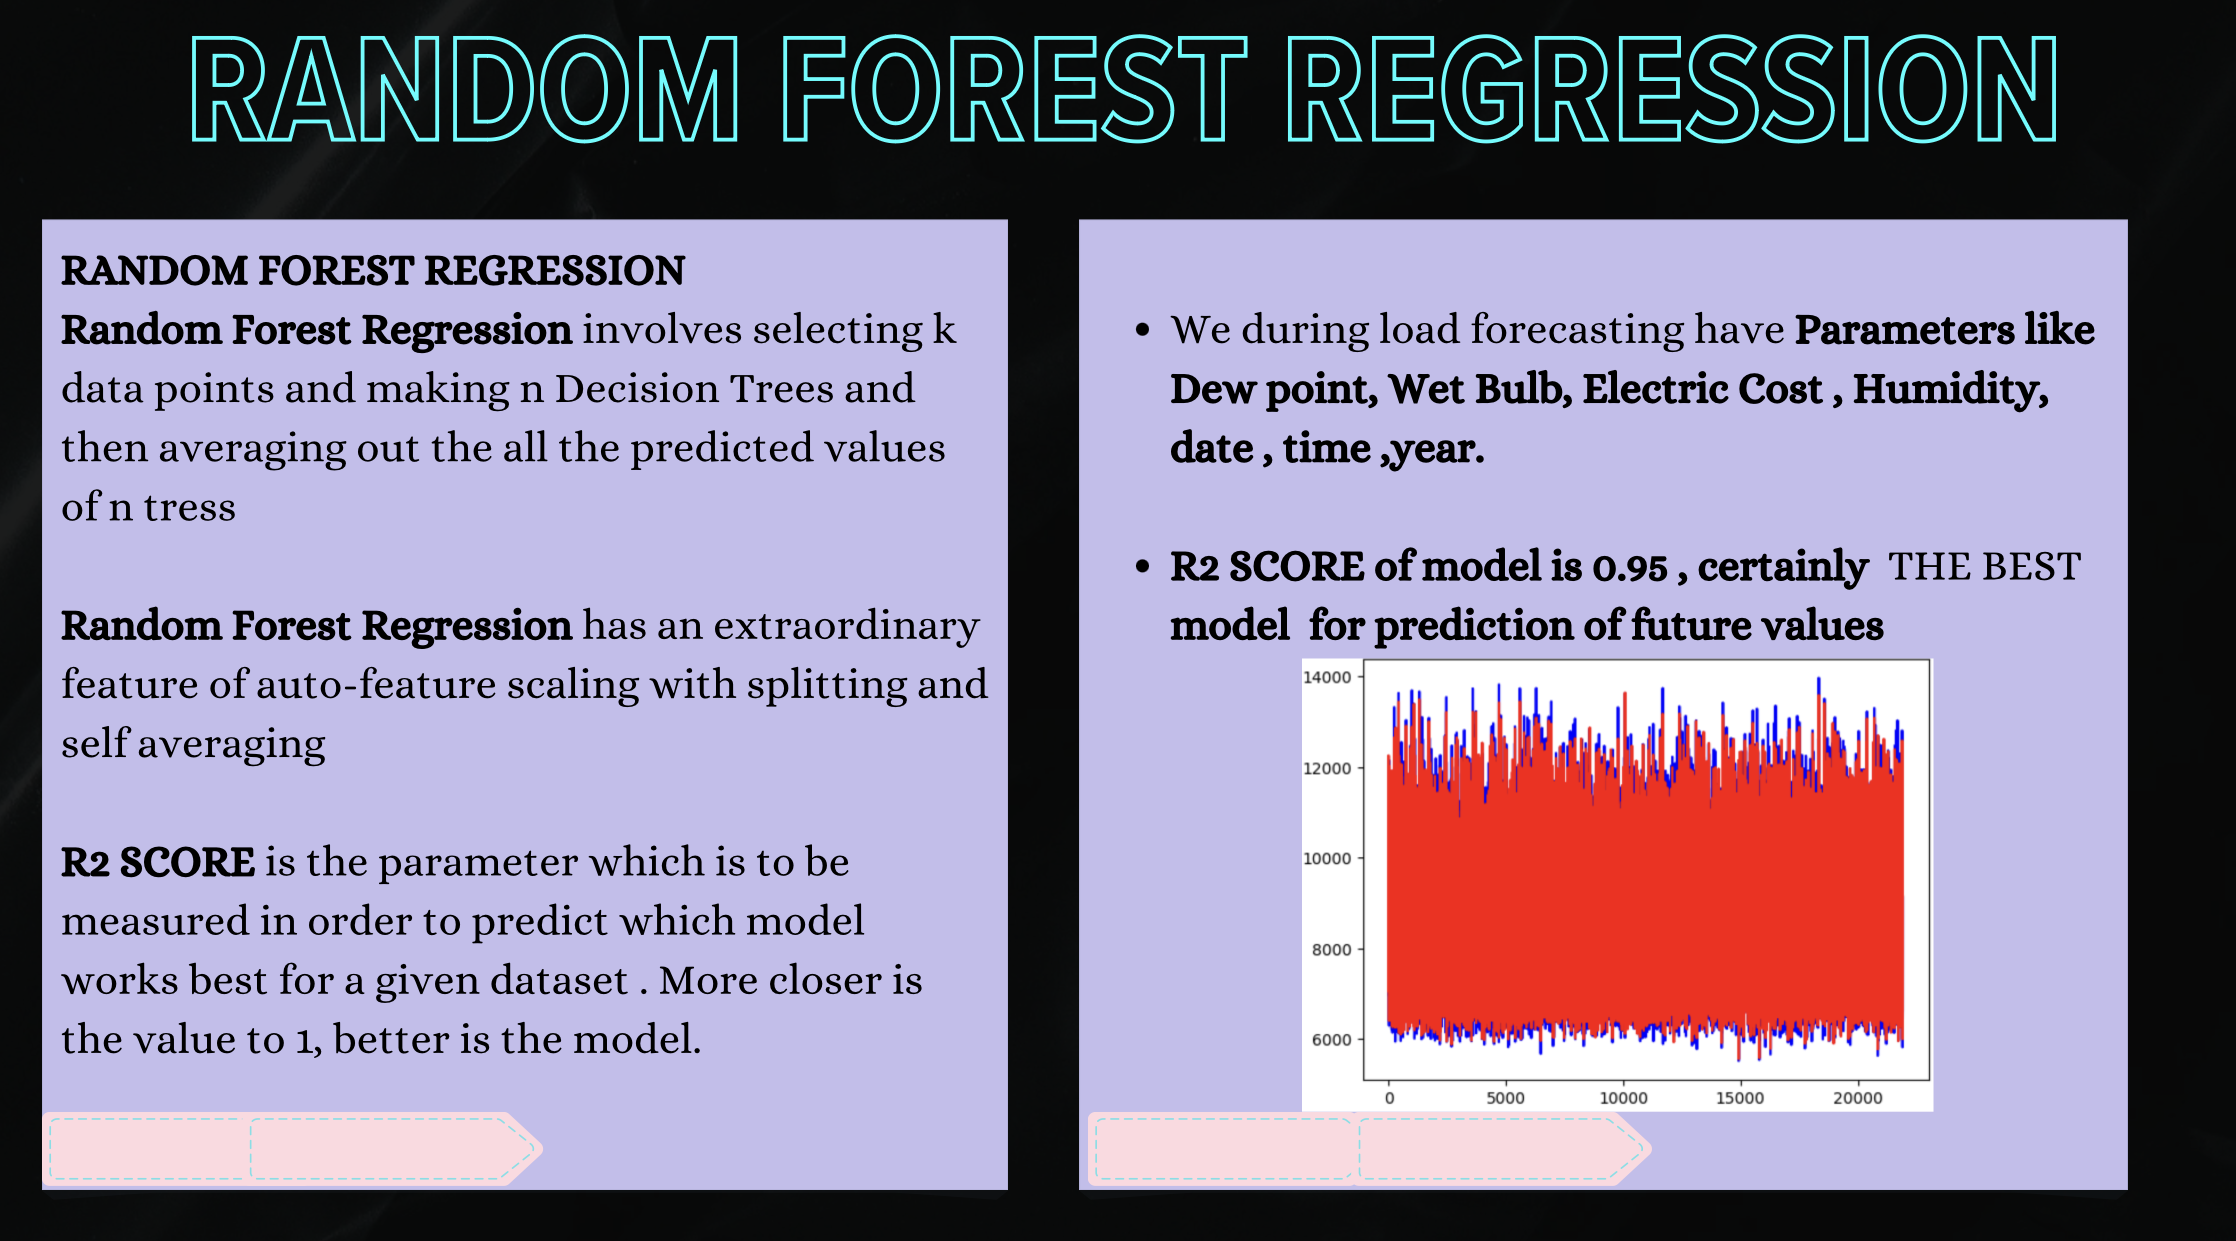 RANDOM FOREST REGRESSION
RANDOM FOREST REGRESSION
Random Forest Regression involves selecting k
data points and making n Decision Trees and
then averaging out the all the predicted values
of n tress
Random Forest Regression has an extraordinary
feature of auto-feature scaling with splitting and
self averaging
R2 SCORE is the parameter which is to be
measured in order to predict which model
works best for a given dataset . More closer is
the value to 1, better is the model.
• We during load forecasting have Parameters like
Dew point, Wet Bulb, Electric Cost , Humidity,
date , time ,year.
• R2 SCORE of model is 0.95 , certainly THE BEST
model for prediction of future values
14000
12000
10000
8000
6000
0 5000 10000 15000 20000